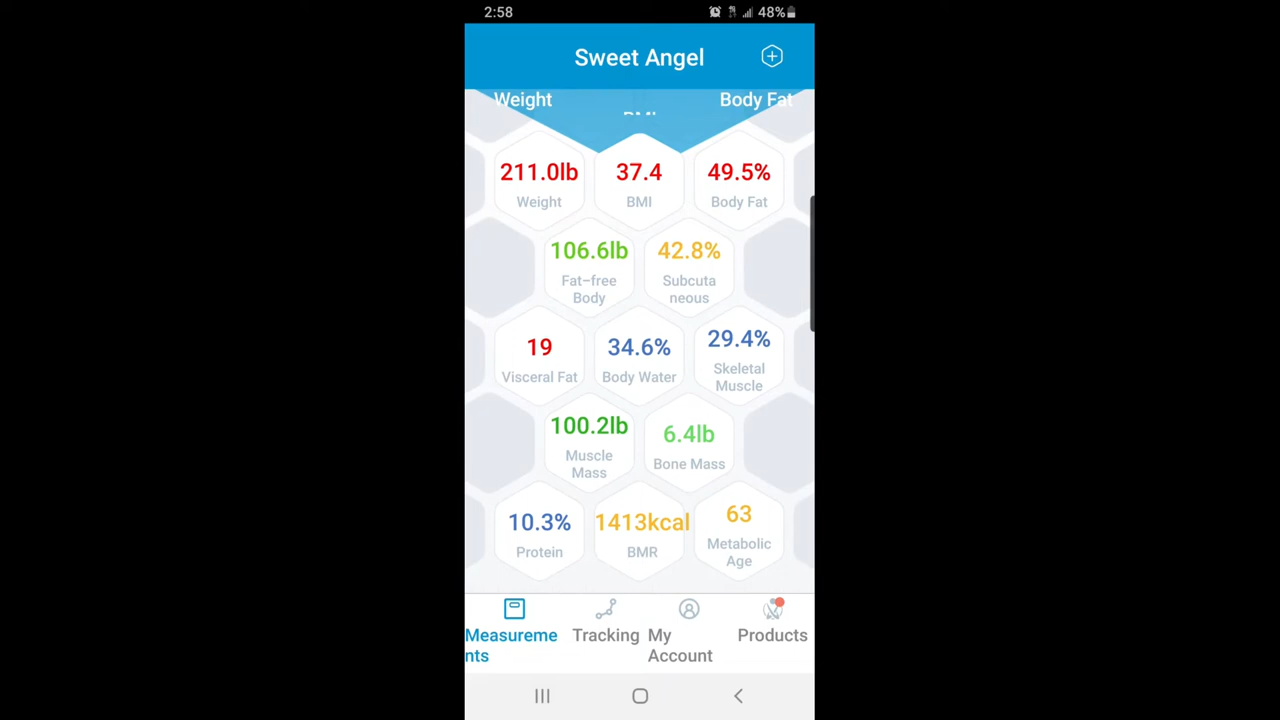 2:58 48%
Sweet Angel
Weight Body Fat
BMI
211.0lb 37.4 49.5%
Weight BMI Body Fat
106.6lb 42.8%
Fat-free Subcuta
Body neous
19 34.6% 29.4%
Visceral Fat Body Water Skeletal
Muscle
100.2lb 6.4lb
Muscle Bone Mass
Mass
10.3% 1413kcal 63
Protein BMR Metabolic
Age
Measureme Tracking My Products
nts Account